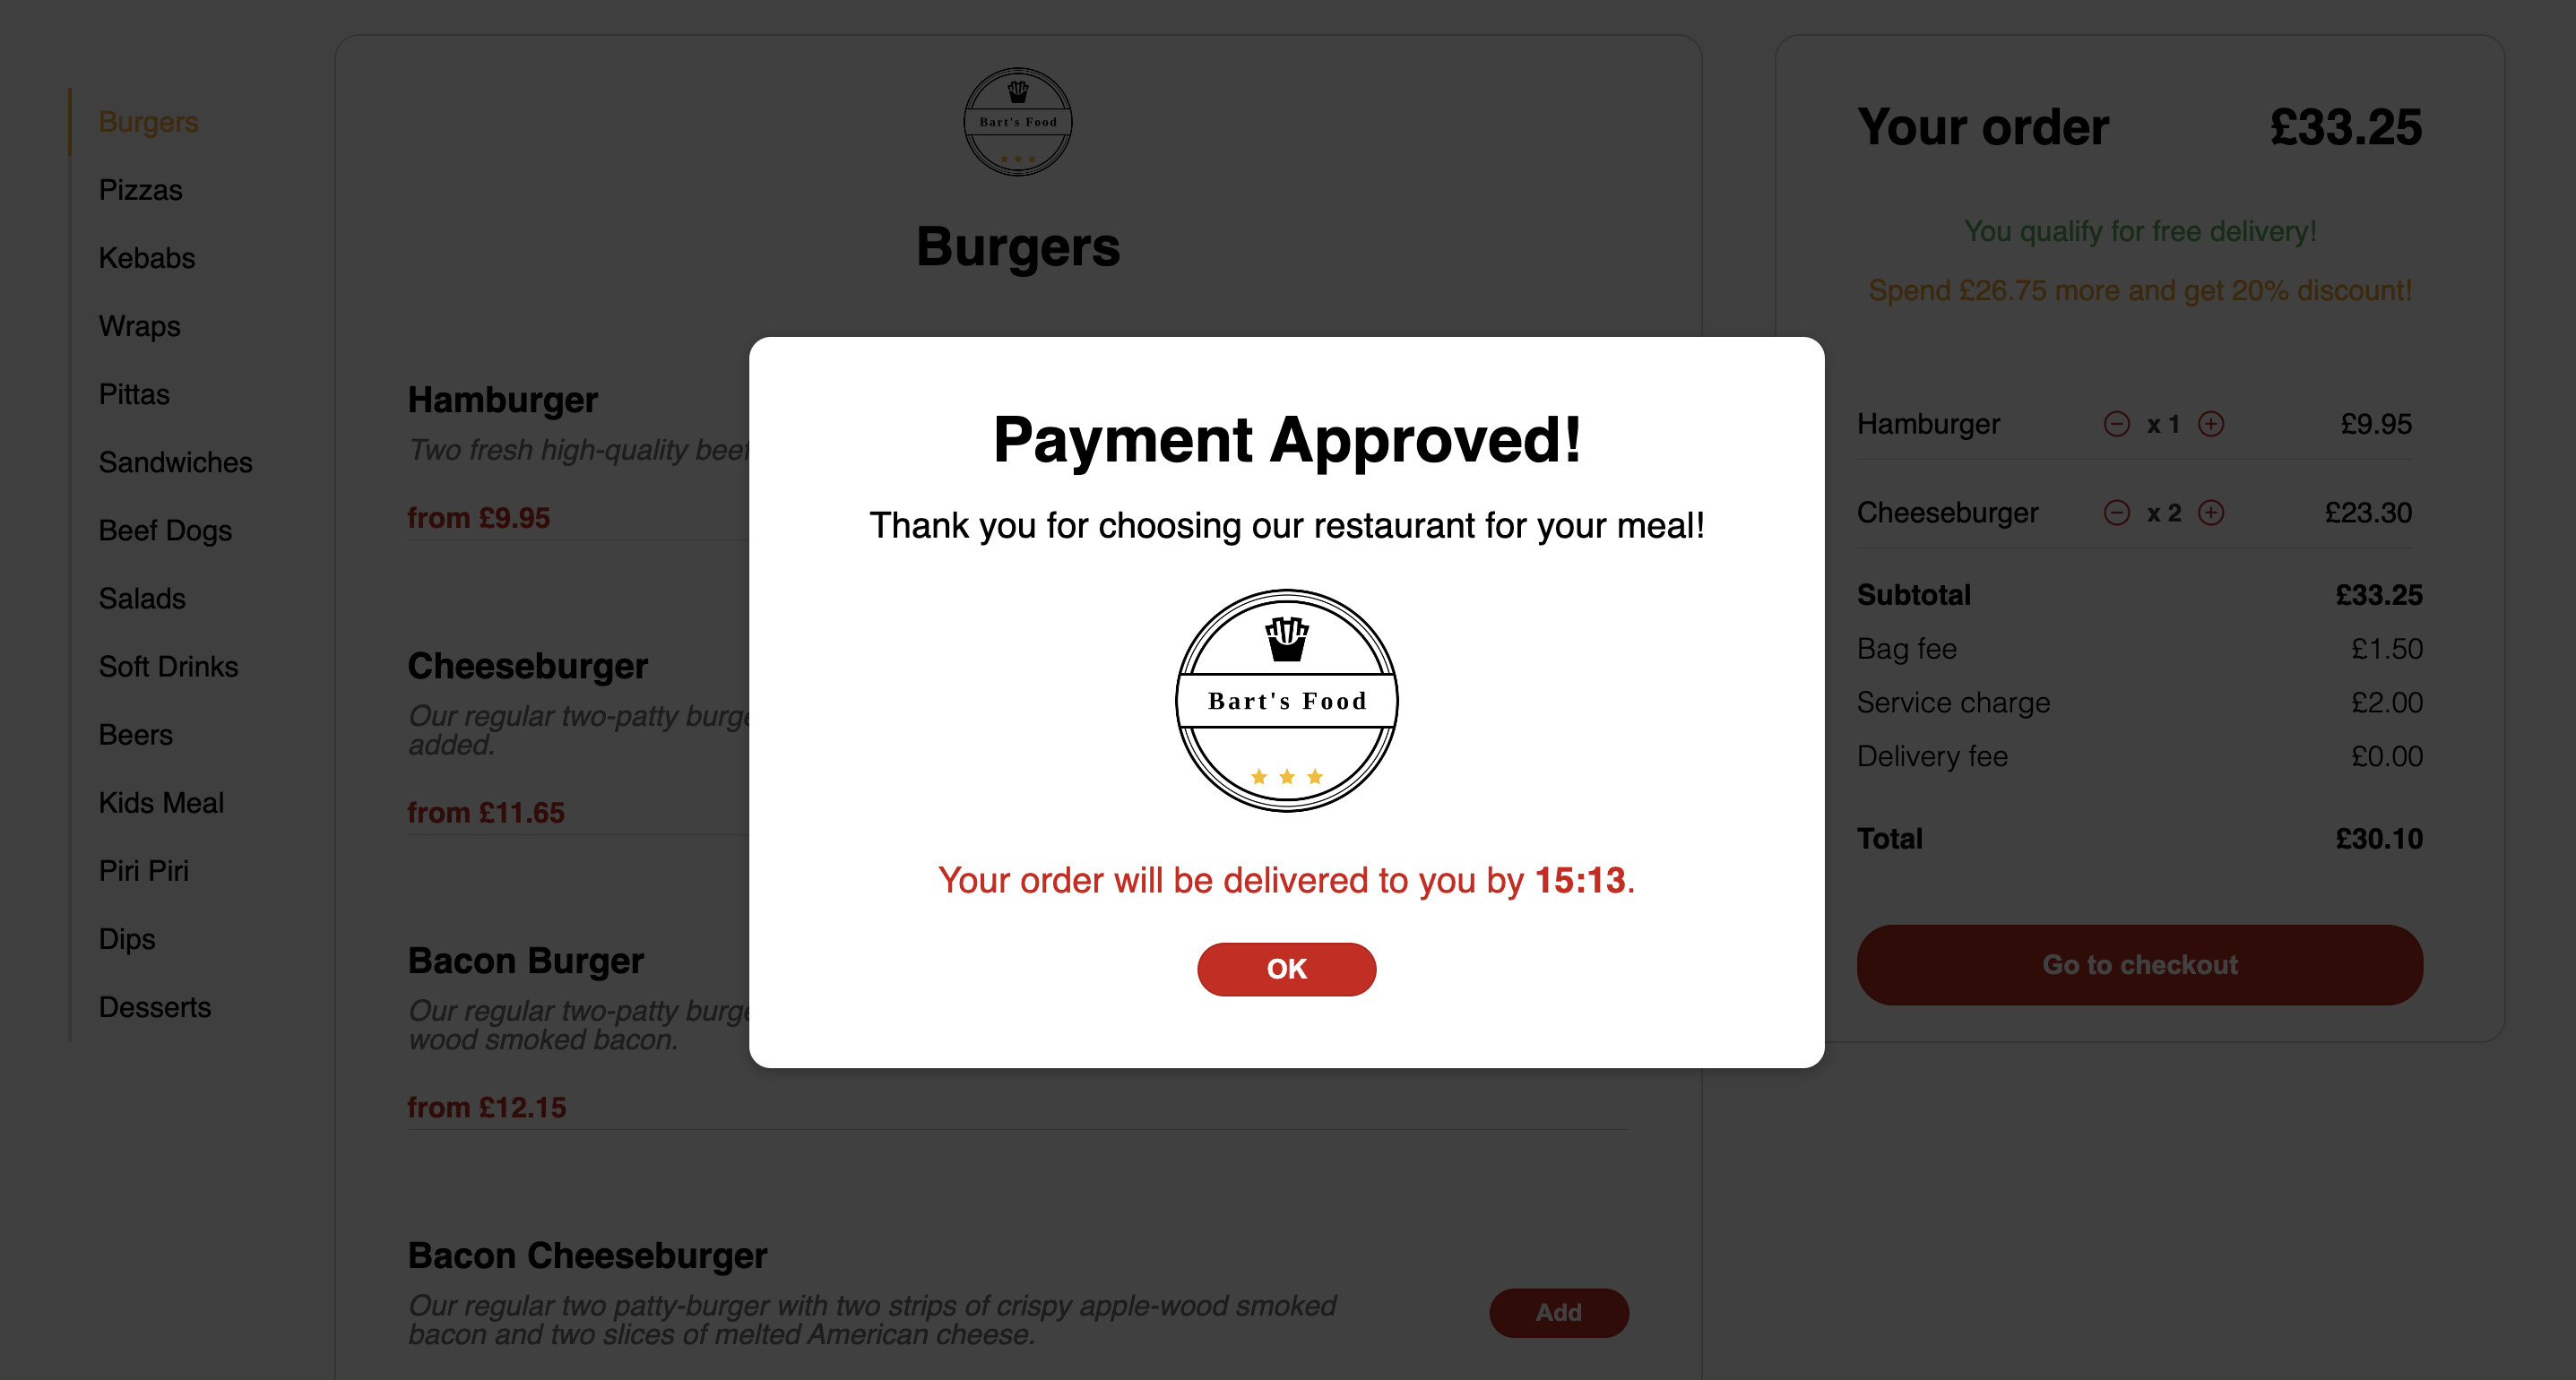 Burgers
Pizzas
Kebabs
Wraps
Pittas
Sandwiches
Beef Dogs
Salads
Soft Drinks
Beers
Kids Meal
Piri Piri
Dips
Desserts
Bart's Food
Burgers
Hamburger
Two fresh high-quality beef
from £9.95
Cheeseburger
Our regular two-patty
added.
from £11.65
Bacon Burger
Our regular two-patty
wood smoked bacon.
from £12.15
Bacon Cheeseburger
Our regular two patty-burger with two strips of crispy apple-wood smoked
bacon and two slices of melted American cheese.
Add
Payment Approved!
Thank you for choosing our restaurant for your meal!
Bart's Food
Your order will be delivered to you by 15:13.
OK
Your order £33.25
You qualify for free delivery!
Spend £26.75 more and get 20% discount!
Hamburger x 1 £9.95
Cheeseburger x 2 £23.30
Subtotal £33.25
Bag fee £1.50
Service charge £2.00
Delivery fee £0.00
Total £30.10
Go to checkout